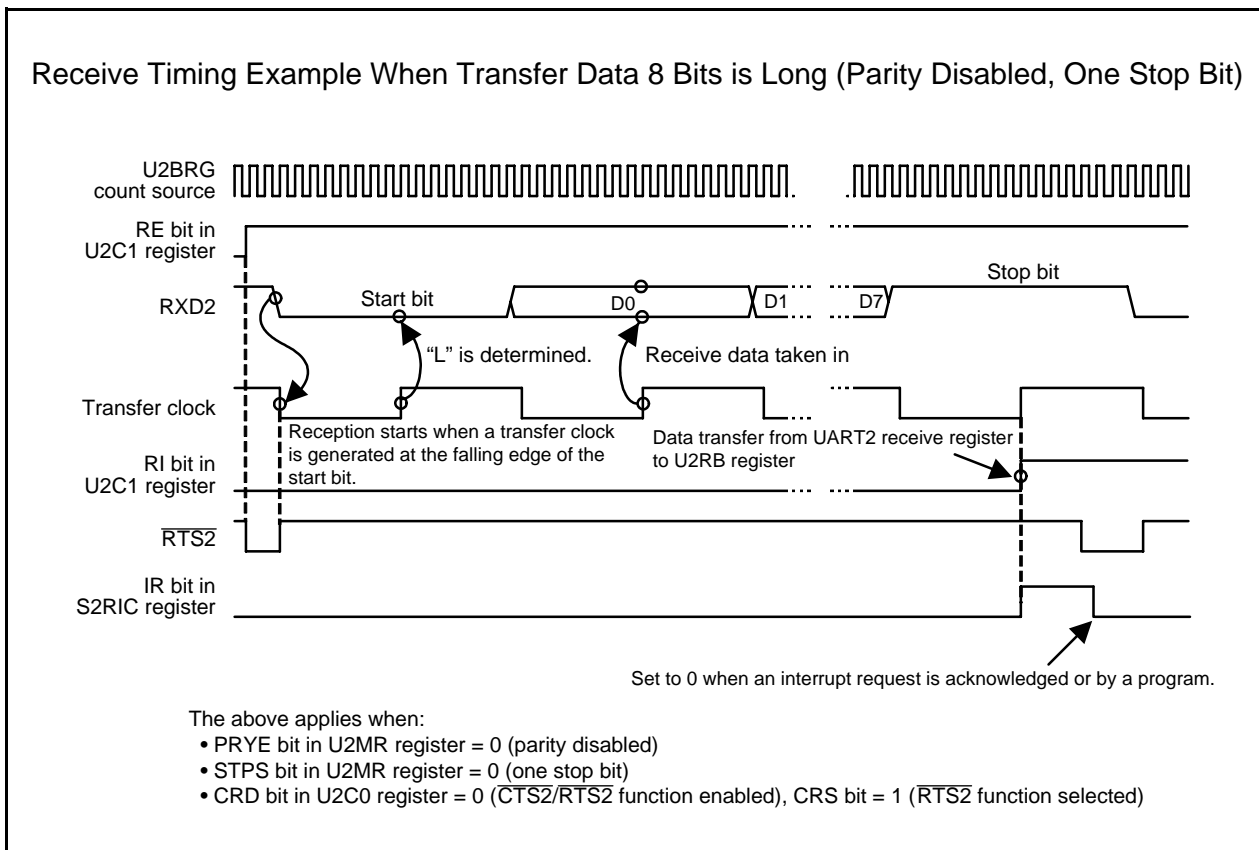 Receive Timing Example When Transfer Data 8 Bits is Long (Parity Disabled, One Stop Bit)
U2BRG
count source
RE bit in
U2C1 register
RXD2
Start bit
D0
D1
D7
Stop bit
“L” is determined.
Receive data taken in
Transfer clock
Reception starts when a transfer clock
is generated at the falling edge of the
start bit.
Data transfer from UART2 receive register
to U2RB register
RI bit in
U2C1 register
RTS2
IR bit in
S2RIC register
Set to 0 when an interrupt request is acknowledged or by a program.
The above applies when:
• PRYE bit in U2MR register = 0 (parity disabled)
• STPS bit in U2MR register = 0 (one stop bit)
• CRD bit in U2C0 register = 0 (CTS2/RTS2 function enabled), CRS bit = 1 (RTS2 function selected)